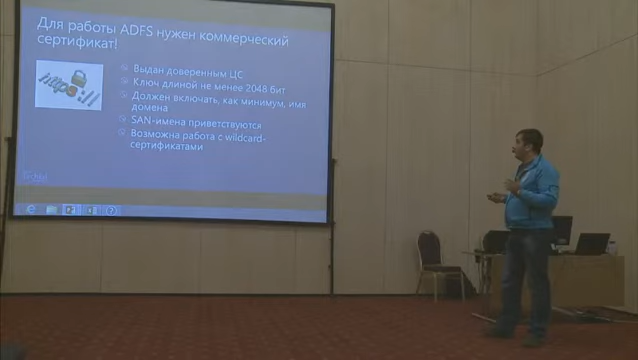 Для работы ADFS нужен коммерческий
сертификат!
Выдан доверенным ЦС
Ключ длиной не менее 2048 бит
Должен включать, как минимум, имя
домена
SAN-имена приветствуются
Возможна работа с wildcard-
сертификатами